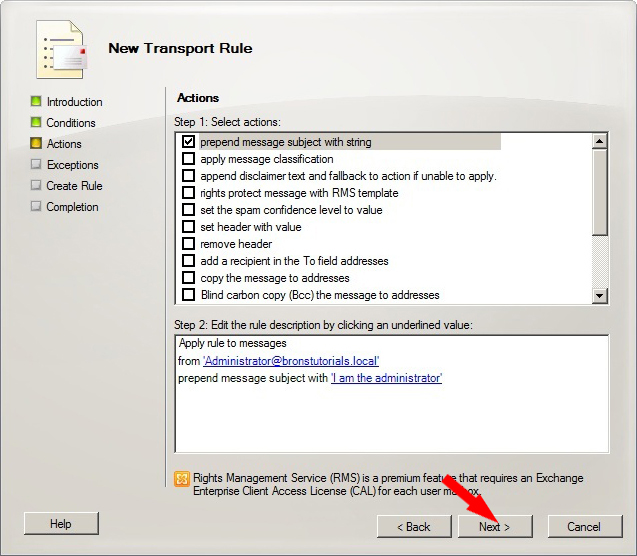 New Transport Rule
Introduction
Conditions
Actions
Exceptions
Create Rule
Completion
Actions
Step 1: Select actions:
prepend message subject with string
apply message classification
append disclaimer text and fallback to action if unable to apply.
rights protect message with RMS template
set the spam confidence level to value
set header with value
remove header
add a recipient in the To field addresses
copy the message to addresses
Blind carbon copy (Bcc) the message to addresses
Step 2: Edit the rule description by clicking an underlined value:
Apply rule to messages
from 'Administrator@bronstutorials.local'
prepend message subject with 'I am the administrator'
Rights Management Service (RMS) is a premium feature that requires an Exchange
Enterprise Client Access License (CAL) for each user mailbox.
Help
< Back
Next >
Cancel